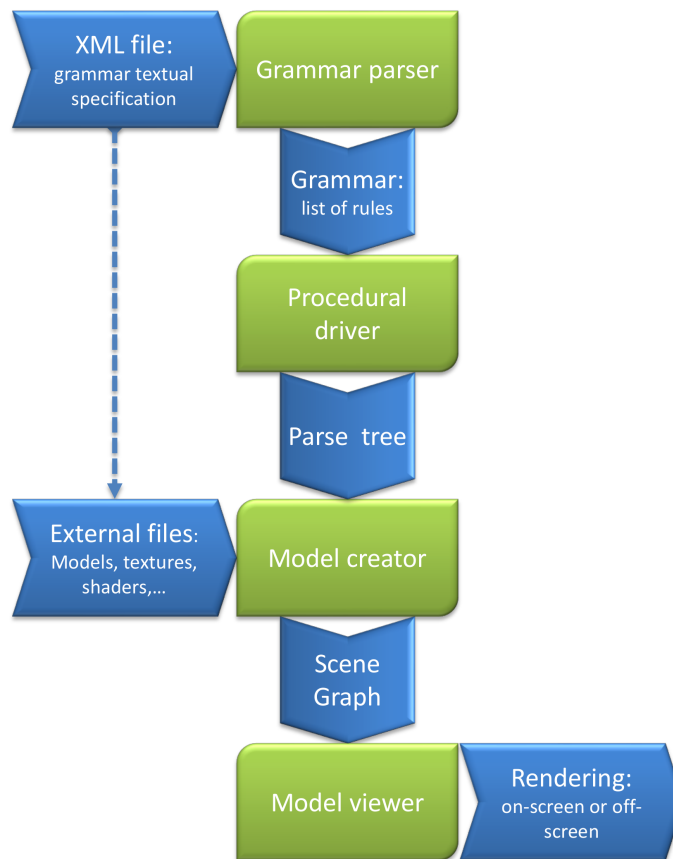 XML file:
grammar textual
specification
Grammar parser
Grammar:
list of rules
Procedural
driver
Parse tree
External files:
Models, textures,
shaders,...
Model creator
Scene
Graph
Model viewer
Rendering:
on-screen or off-
screen